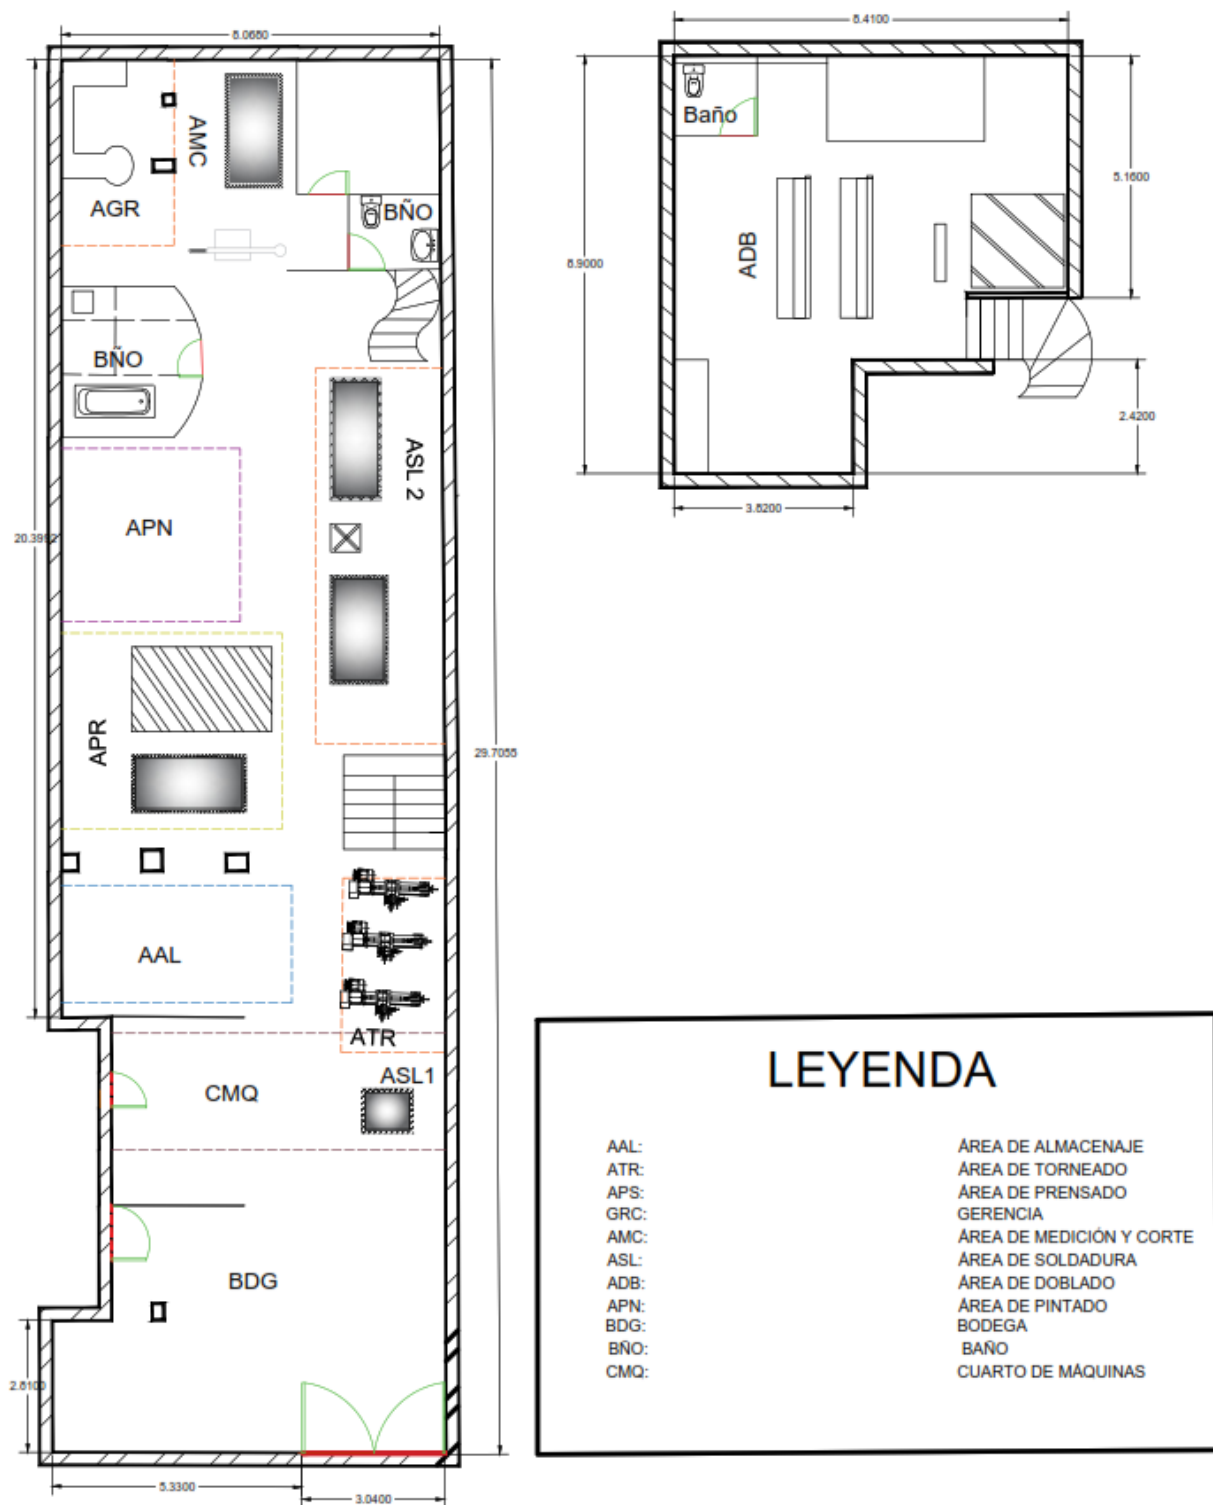 8.0680
8.4100
AMC
AGR
BÑO
Baño
ADB
5.1600
8.9000
BÑO
2.4200
3.8200
ASL 2
APN
20.3992
APR
29.7055
AAL
ATR
ASL1
CMQ
BDG
2.8100
5.3300
3.0400
LEYENDA
AAL: ÁREA DE ALMACENAJE
ATR: ÁREA DE TORNEADO
APS: ÁREA DE PRENSADO
GRC: GERENCIA
AMC: ÁREA DE MEDICIÓN Y CORTE
ASL: ÁREA DE SOLDADURA
ADB: ÁREA DE DOBLADO
APN: ÁREA DE PINTADO
BDG: BODEGA
BÑO: BAÑO
CMQ: CUARTO DE MÁQUINAS